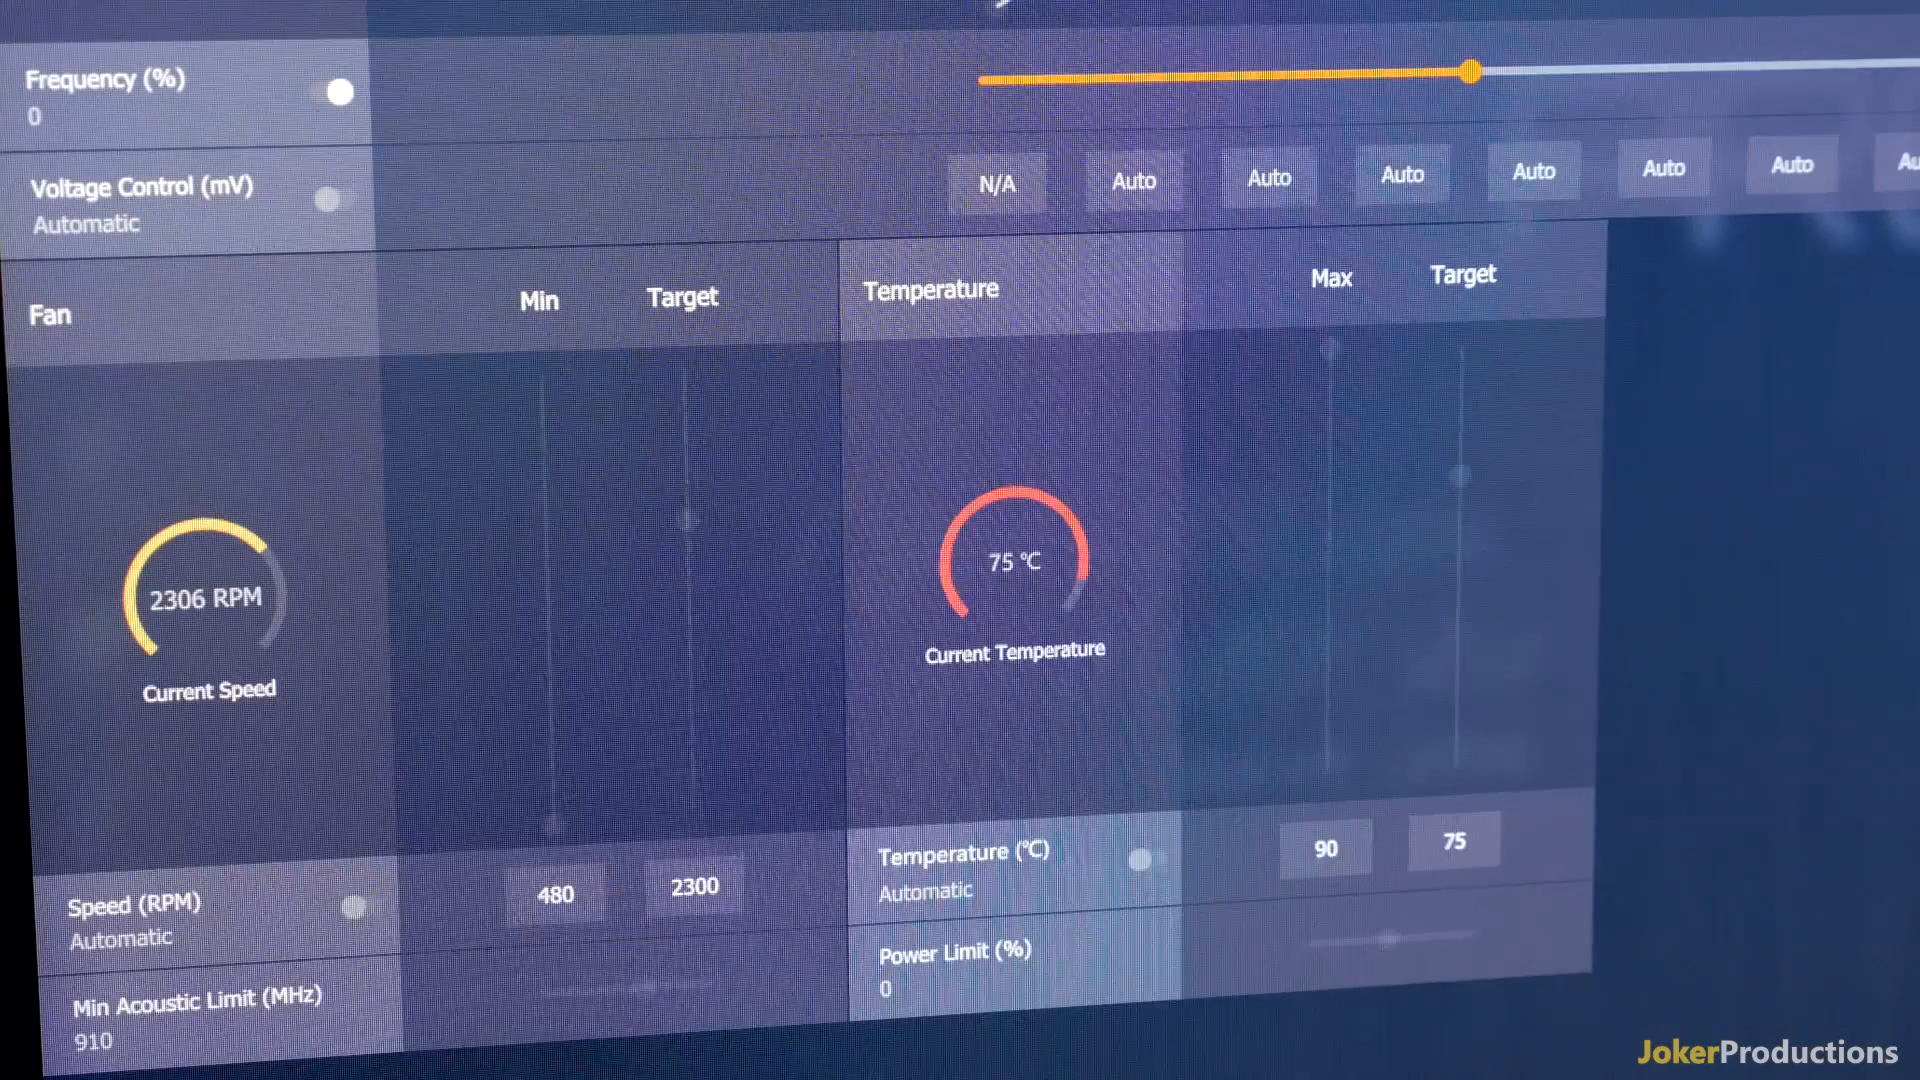 Frequency (%)
0
Voltage Control (mV)
Automatic
N/A
Auto
Auto
Auto
Auto
Auto
Auto
Fan
Min
Target
Temperature
Max
Target
2306 RPM
Current Speed
75 °C
Current Temperature
Speed (RPM)
Automatic
480
2300
Temperature (°C)
Automatic
90
75
Min Acoustic Limit (MHz)
910
Power Limit (%)
0
JokerProductions